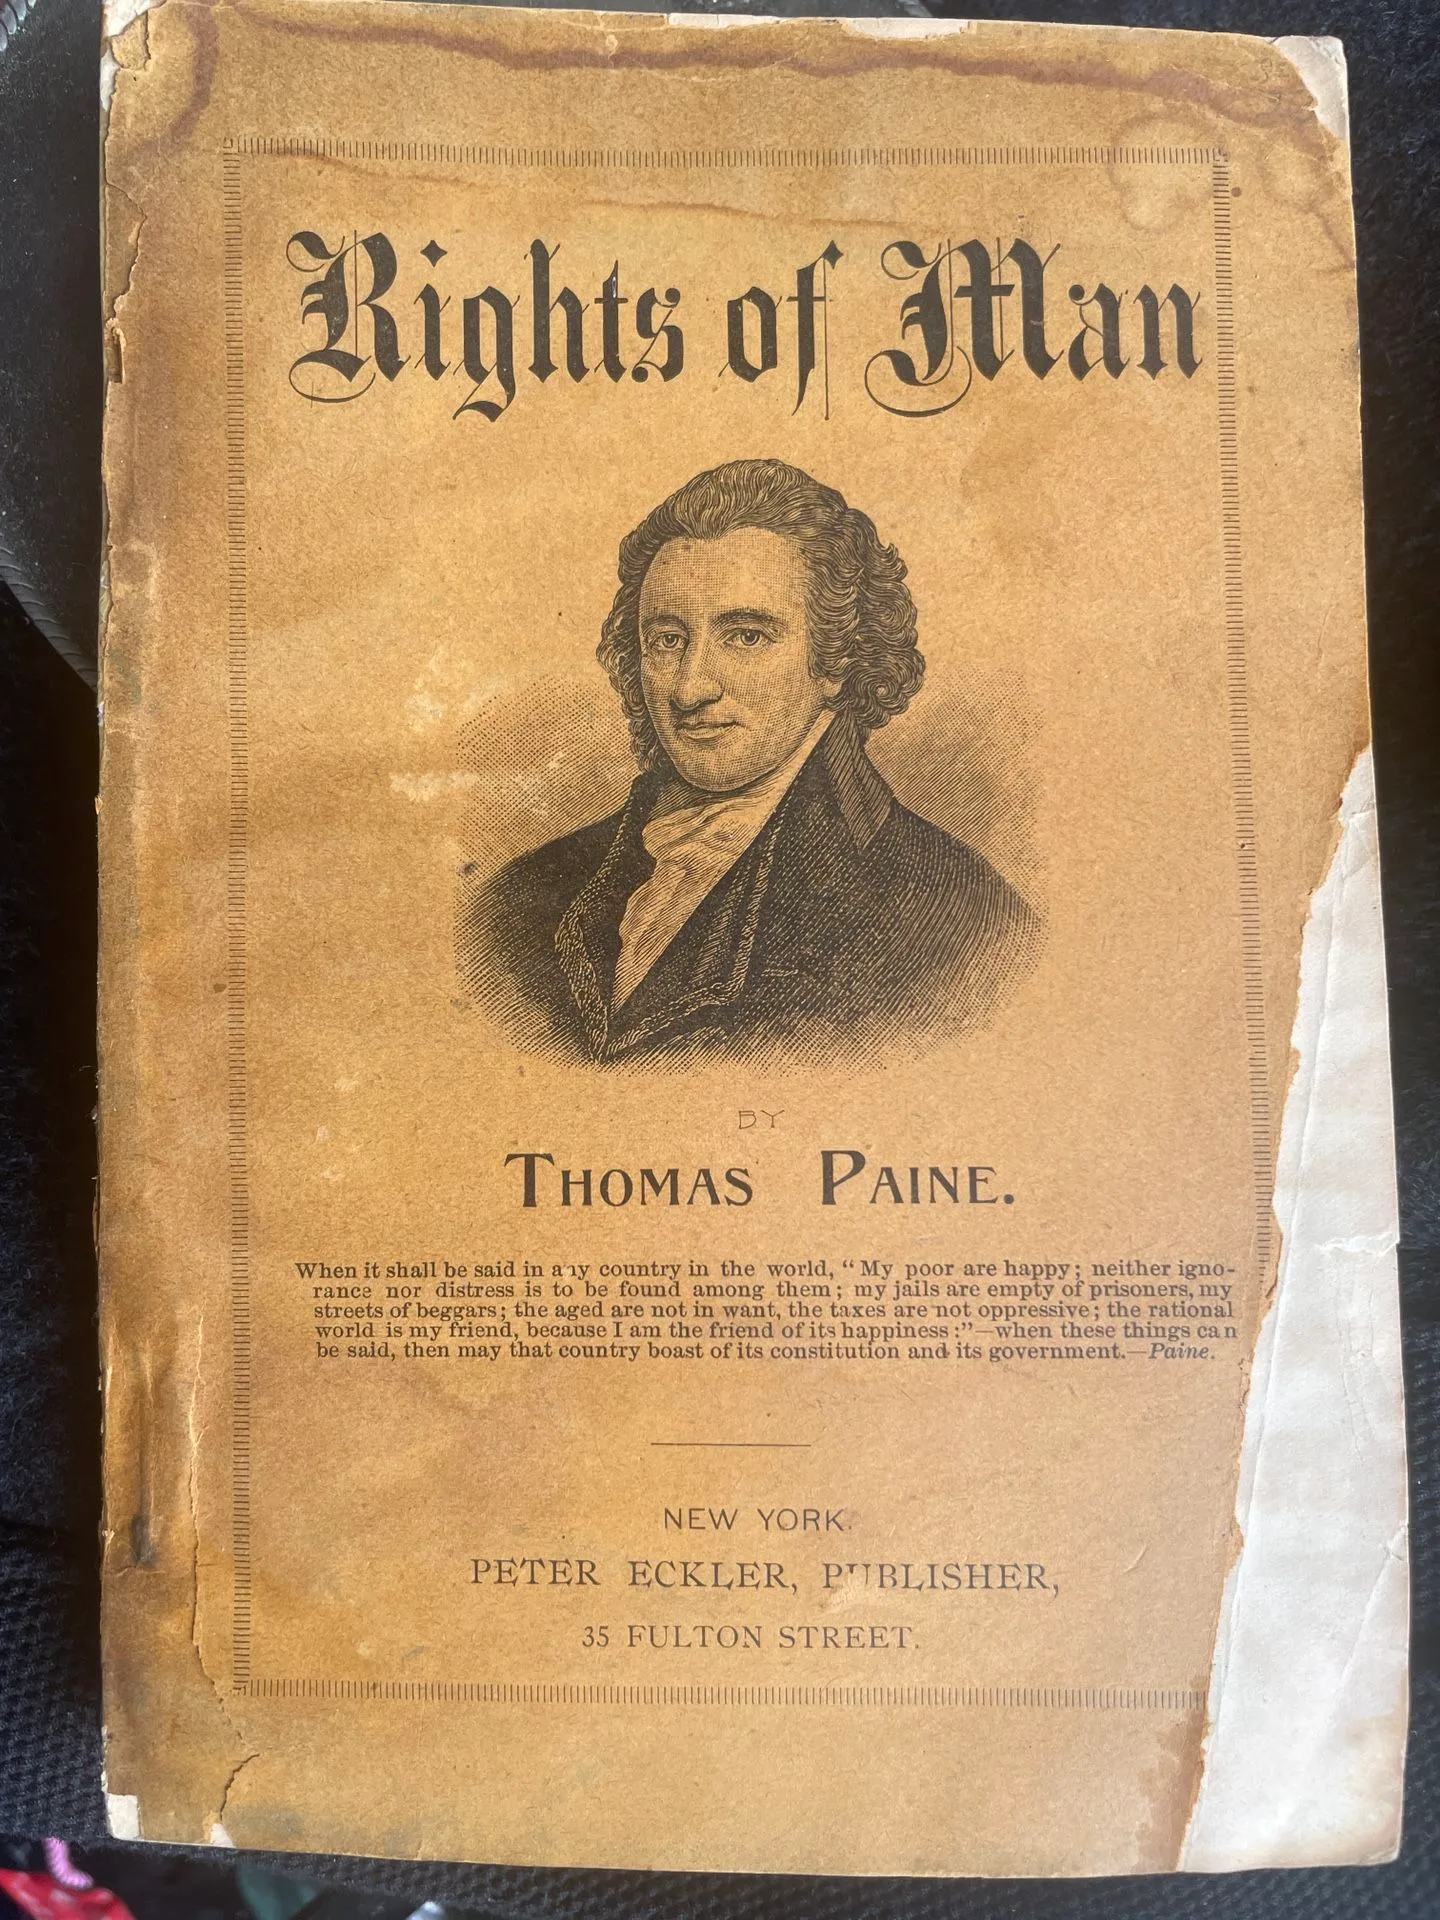 Rights of Man
BY
THOMAS PAINE.
When it shall be said in any country in the world, “ My poor are happy ; neither igno-
rance nor distress is to be found among them ; my jails are empty of prisoners, my
streets of beggars ; the aged are not in want, the taxes are not oppressive ; the rational
world is my friend, because I am the friend of its happiness :”—when these things can
be said, then may that country boast of its constitution and its government.—Paine.
NEW YORK.
PETER ECKLER, PUBLISHER,
35 FULTON STREET.